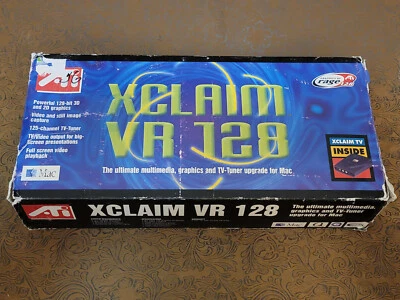 ATI
Powerful 128-bit 3D
and 2D graphics
Video and still image
capture
125-channel TV-Tuner
TV/Video output for big-
Screen presentations
Full screen video
playback
Mac
XCLAIM
VR 128
rage
The ultimate multimedia, graphics and TV-Tuner upgrade for Mac.
XCLAIM TV
INSIDE
ATI XCLAIM VR 128
The ultimate multimedia,
graphics and TV-Tuner
upgrade for Mac.
Mac